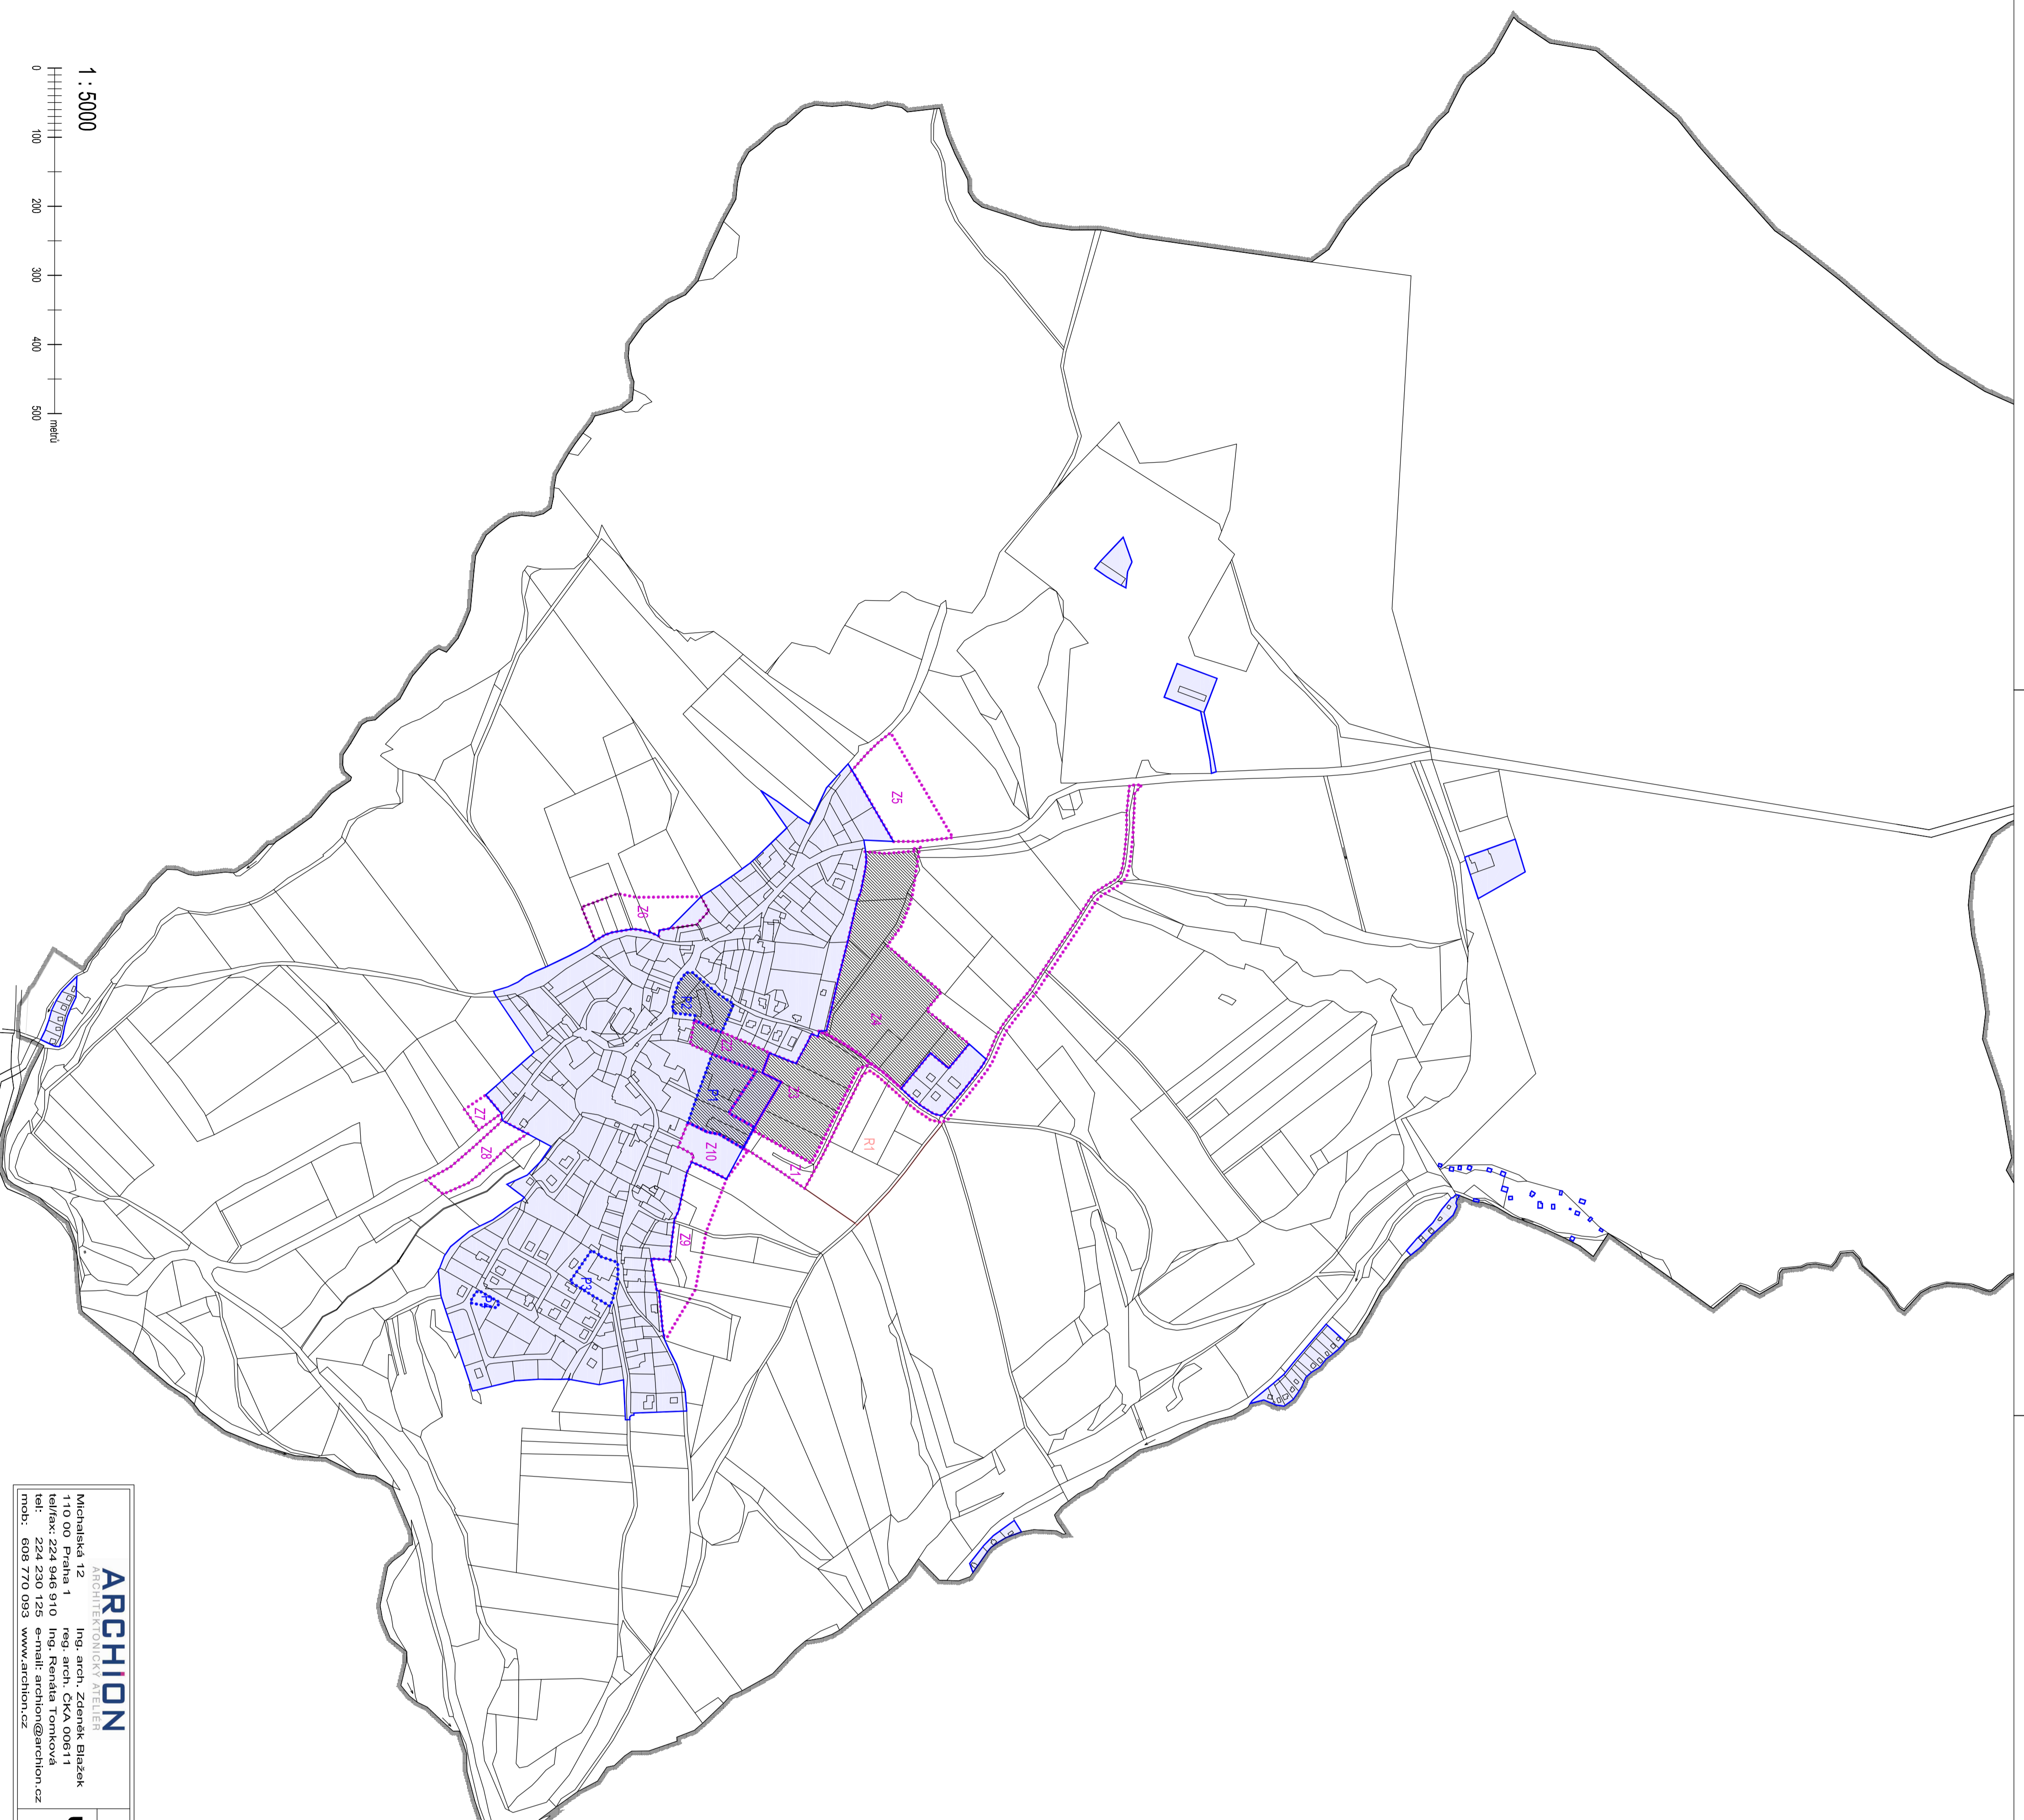 1 : 5000
0 100 200 300 400 500 metrů
Z5
Z6
Z4
P2
Z2
Z3
P1
R1
Z10
Z1
Z7
Z8
Z9
P3
P4
ARCHION
ARCHITEKTONICKÝ ATELIÉR
Michalská 12 Ing. arch. Zdeněk Blažek
110 00 Praha 1 reg. arch. ČKA 00611
tel/fax: 224 946 910 Ing. Renáta Tomková
tel: 224 230 125 e-mail: archion@archion.cz
mob: 608 770 093 www.archion.cz